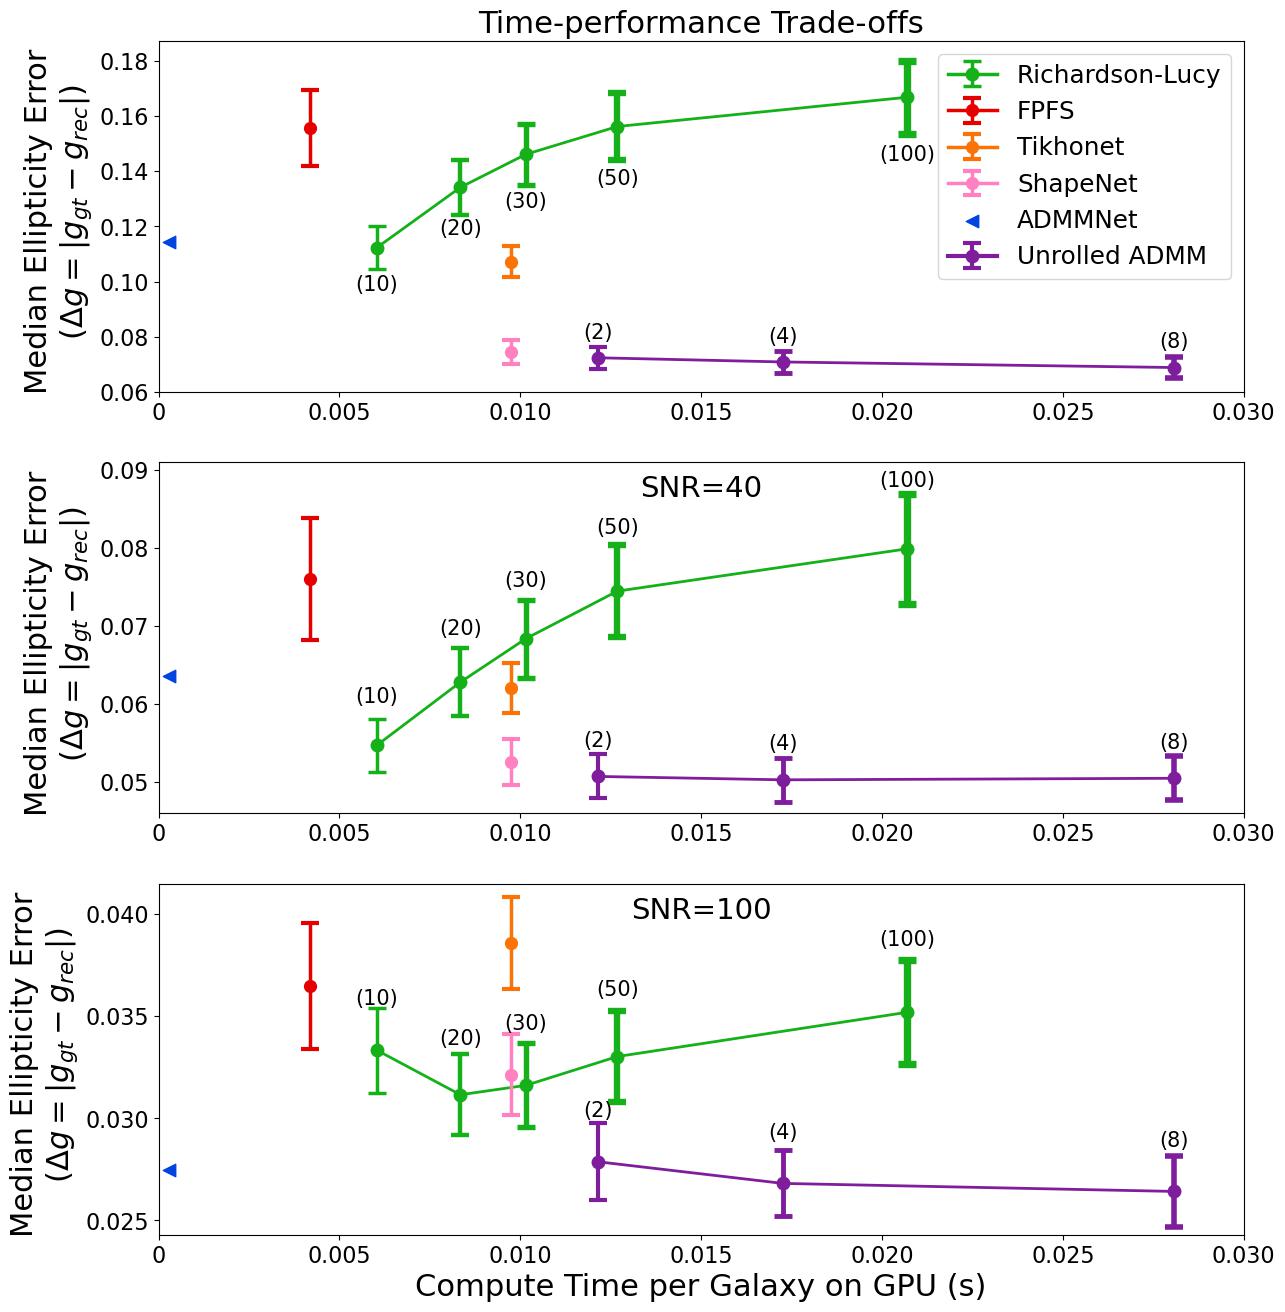 Time-performance Trade-offs
Median Ellipticity Error
(Δg = |g_gt − g_rec|)
0.18
0.16
0.14
0.12
0.10
0.08
0.06
(10)
(20)
(30)
(50)
(100)
(2)
(4)
(8)
Richardson-Lucy
FPFS
Tikhonet
ShapeNet
ADMMNet
Unrolled ADMM
0 0.005 0.010 0.015 0.020 0.025 0.030
SNR=40
Median Ellipticity Error
(Δg = |g_gt − g_rec|)
0.09
0.08
0.07
0.06
0.05
(10)
(20)
(30)
(50)
(100)
(2)
(4)
(8)
0 0.005 0.010 0.015 0.020 0.025 0.030
SNR=100
Median Ellipticity Error
(Δg = |g_gt − g_rec|)
0.040
0.035
0.030
0.025
(10)
(20)
(30)
(50)
(100)
(2)
(4)
(8)
0 0.005 0.010 0.015 0.020 0.025 0.030
Compute Time per Galaxy on GPU (s)